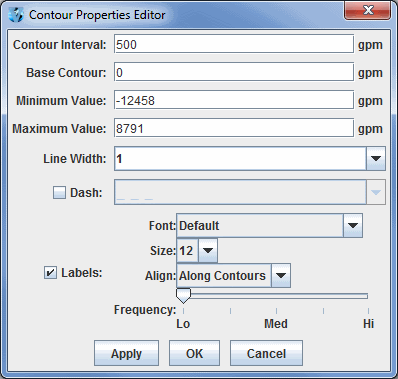 Contour Properties Editor
Contour Interval: 500 gpm
Base Contour: 0 gpm
Minimum Value: -12458 gpm
Maximum Value: 8791 gpm
Line Width: 1
Dash: _ _ _
Font: Default
Size: 12
Labels: Align: Along Contours
Frequency:
Lo Med Hi
Apply OK Cancel